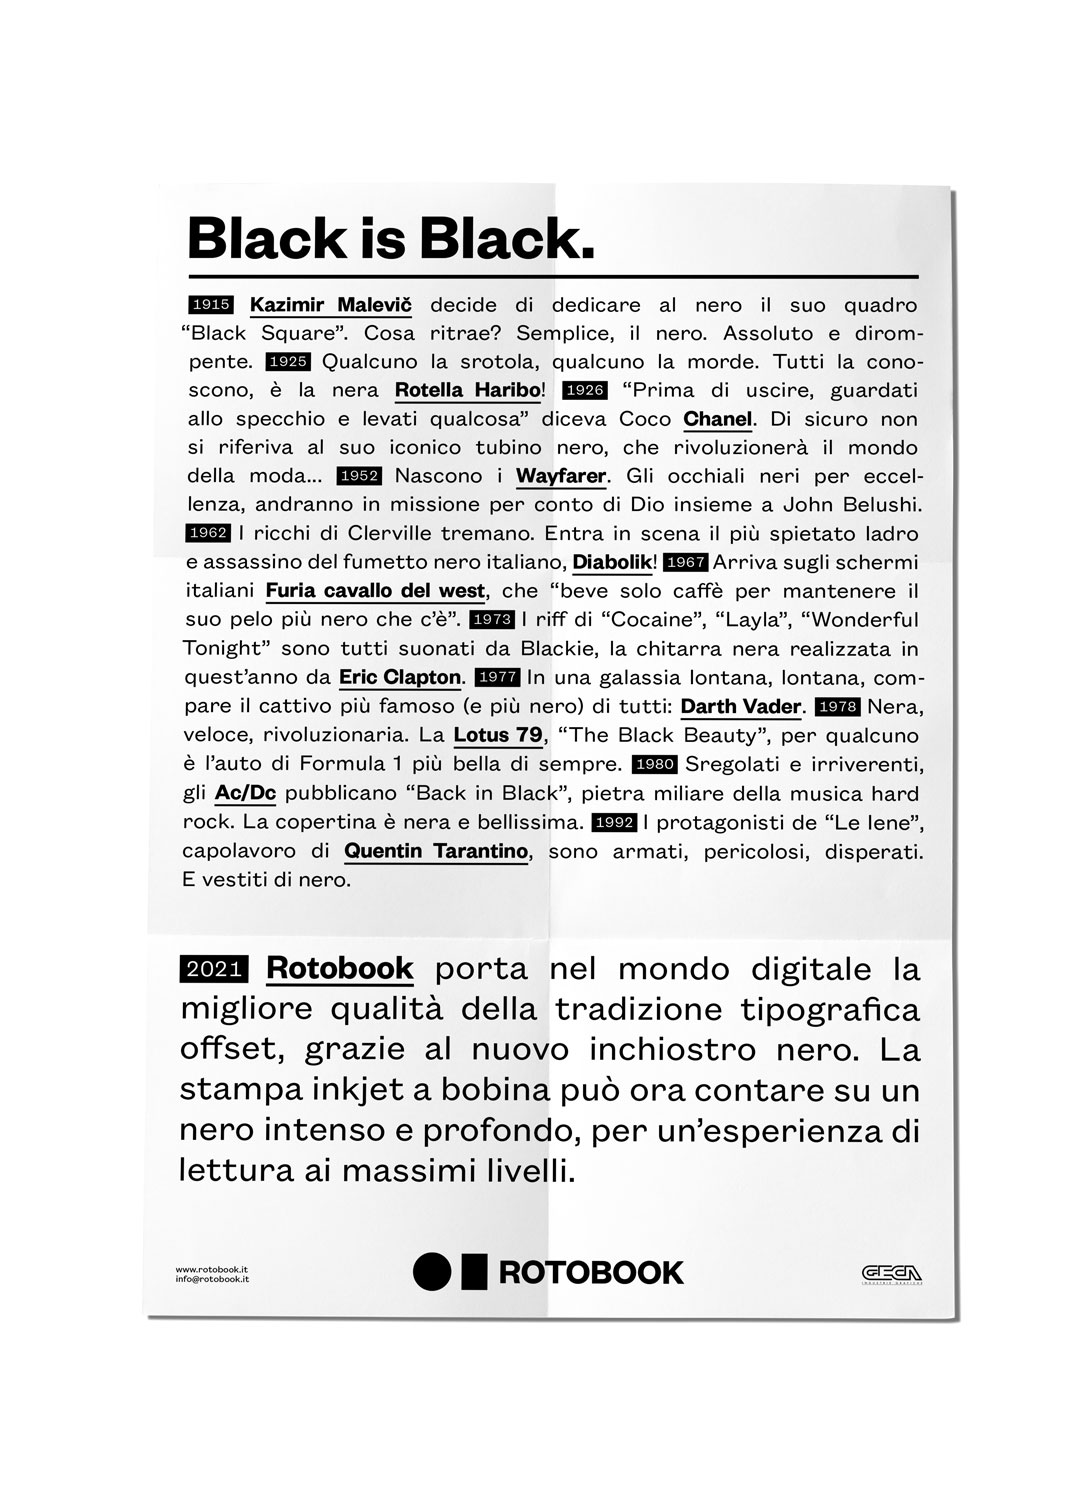 Black is Black.
1915 Kazimir Malevič decide di dedicare al nero il suo quadro
“Black Square”. Cosa ritrae? Semplice, il nero. Assoluto e dirom-
pente. 1925 Qualcuno la srotola, qualcuno la morde. Tutti la cono-
scono, è la nera Rotella Haribo! 1926 “Prima di uscire, guardati
allo specchio e levati qualcosa” diceva Coco Chanel. Di sicuro non
si riferiva al suo iconico tubino nero, che rivoluzionerà il mondo
della moda... 1952 Nascono i Wayfarer. Gli occhiali neri per eccel-
lenza, andranno in missione per conto di Dio insieme a John Belushi.
1962 I ricchi di Clerville tremano. Entra in scena il più spietato ladro
e assassino del fumetto nero italiano, Diabolik! 1967 Arriva sugli schermi
italiani Furia cavallo del west, che “beve solo caffè per mantenere il
suo pelo più nero che c’è”. 1973 I riff di “Cocaine”, “Layla”, “Wonderful
Tonight” sono tutti suonati da Blackie, la chitarra nera realizzata in
quest’anno da Eric Clapton. 1977 In una galassia lontana, lontana, com-
pare il cattivo più famoso (e più nero) di tutti: Darth Vader. 1978 Nera,
veloce, rivoluzionaria. La Lotus 79, “The Black Beauty”, per qualcuno
è l’auto di Formula 1 più bella di sempre. 1980 Sregolati e irriverenti,
gli Ac/Dc pubblicano “Back in Black”, pietra miliare della musica hard
rock. La copertina è nera e bellissima. 1992 I protagonisti de “Le Iene”,
capolavoro di Quentin Tarantino, sono armati, pericolosi, disperati.
E vestiti di nero.
2021 Rotobook porta nel mondo digitale la
migliore qualità della tradizione tipografica
offset, grazie al nuovo inchiostro nero. La
stampa inkjet a bobina può ora contare su un
nero intenso e profondo, per un’esperienza di
lettura ai massimi livelli.
www.rotobook.it
info@rotobook.it
ROTOBOOK
GECA
INDUSTRIE GRAFICHE